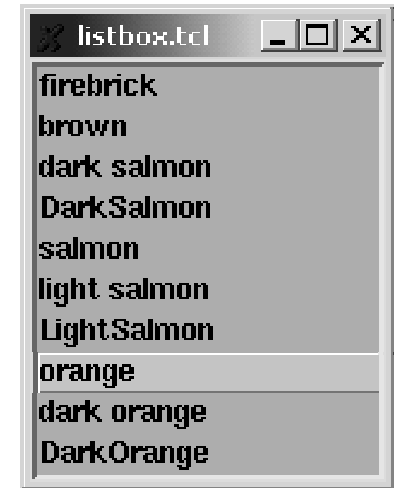 listbox.tcl
firebrick
brown
dark salmon
DarkSalmon
salmon
light salmon
LightSalmon
orange
dark orange
DarkOrange